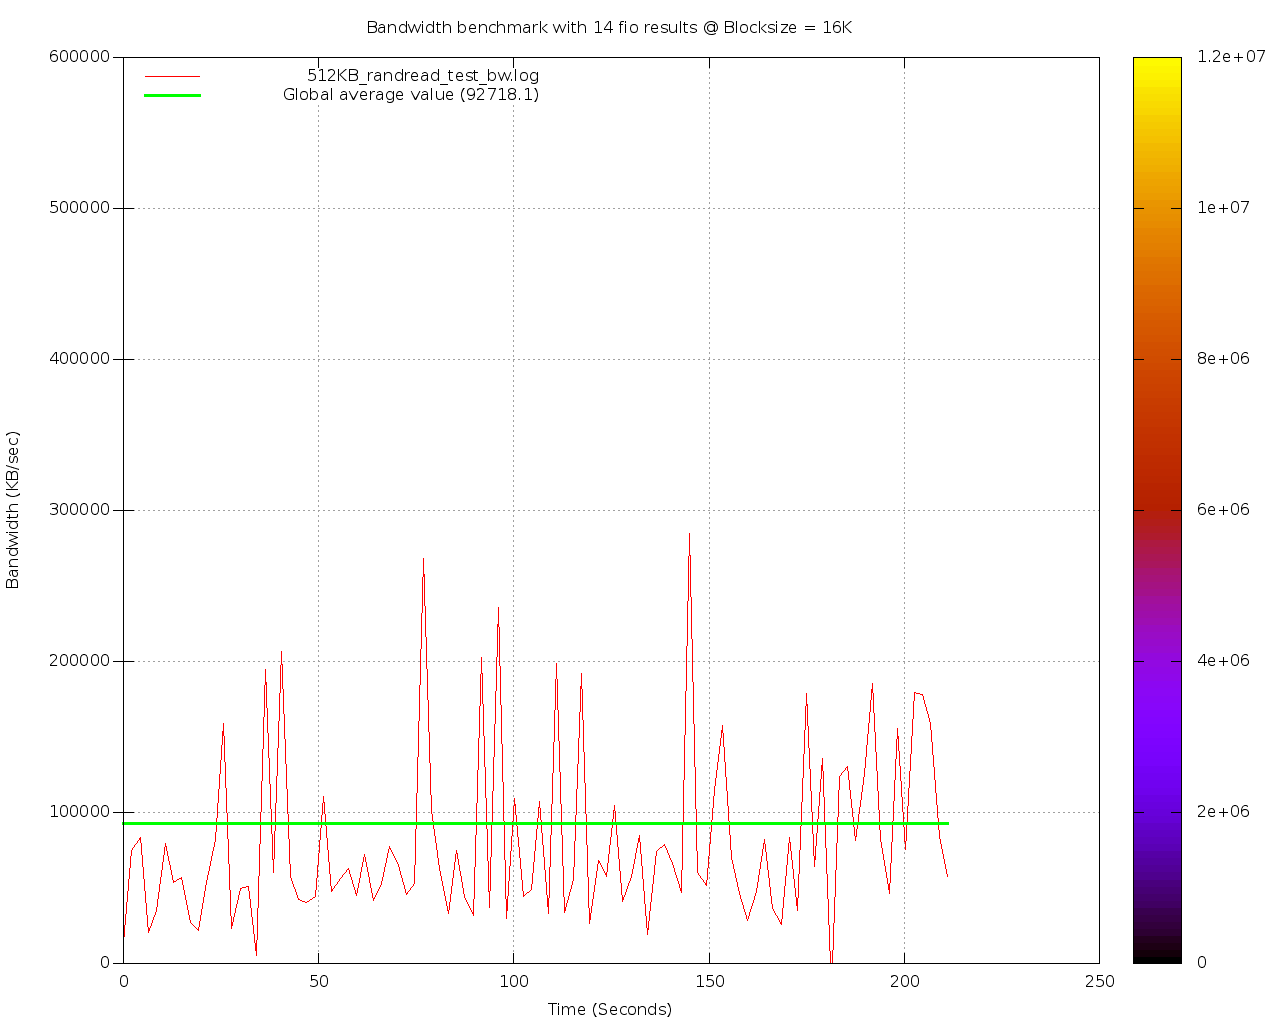 Bandwidth benchmark with 14 fio results @ Blocksize = 16K
512KB_randread_test_bw.log
Global average value (92718.1)
600000
500000
400000
300000
200000
100000
0
Bandwidth (KB/sec)
0 50 100 150 200 250
Time (Seconds)
1.2e+07
1e+07
8e+06
6e+06
4e+06
2e+06
0